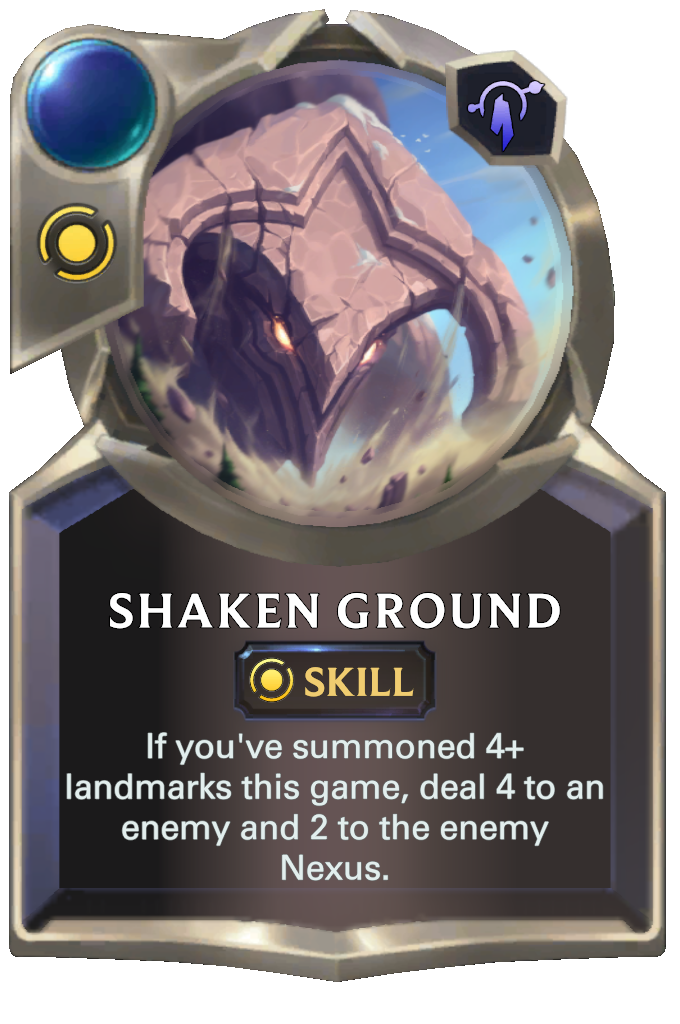 SHAKEN GROUND
SKILL
If you've summoned 4+
landmarks this game, deal 4 to an
enemy and 2 to the enemy
Nexus.